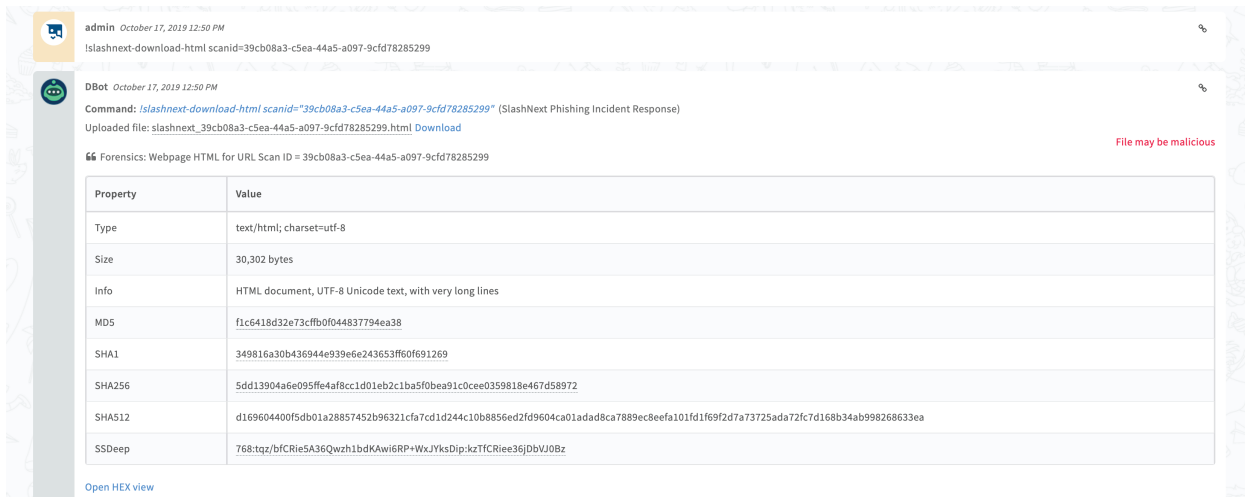 admin October 17, 2019 12:50 PM
!slashnext-download-html scanid=39cb08a3-c5ea-44a5-a097-9cfd78285299
DBot October 17, 2019 12:50 PM
Command: !slashnext-download-html scanid="39cb08a3-c5ea-44a5-a097-9cfd78285299" (SlashNext Phishing Incident Response)
Uploaded file: slashnext_39cb08a3-c5ea-44a5-a097-9cfd78285299.html Download
File may be malicious
Forensics: Webpage HTML for URL Scan ID = 39cb08a3-c5ea-44a5-a097-9cfd78285299
Property Value
Type text/html; charset=utf-8
Size 30,302 bytes
Info HTML document, UTF-8 Unicode text, with very long lines
MD5 f1c6418d32e73cffb0f044837794ea38
SHA1 349816a30b436944e939e6e243653ff60f691269
SHA256 5dd13904a6e095ffe4af8cc1d01eb2c1ba5f0bea91c0cee0359818e467d58972
SHA512 d169604400f5db01a28857452b96321cfa7cd1d244c10b8856ed2fd9604ca01adad8ca7889ec8eefa101fd1f69f2d7a73725ada72fc7d168b34ab998268633ea
SSDeep 768:tqz/bfCRie5A36Qwzh1bdKAwi6RP+WxJYksDip:kzTfCRiee36jDbVJ0Bz
Open HEX view